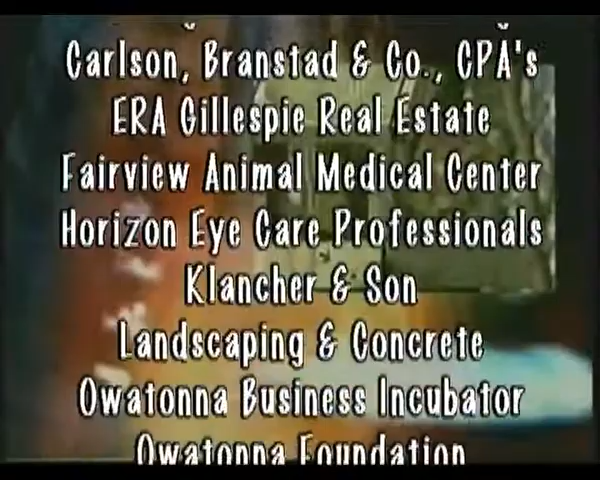 Carlson, Branstad & Co., CPA's
ERA Gillespie Real Estate
Fairview Animal Medical Center
Horizon Eye Care Professionals
Klancher & Son
Landscaping & Concrete
Owatonna Business Incubator
Owatonna Foundation